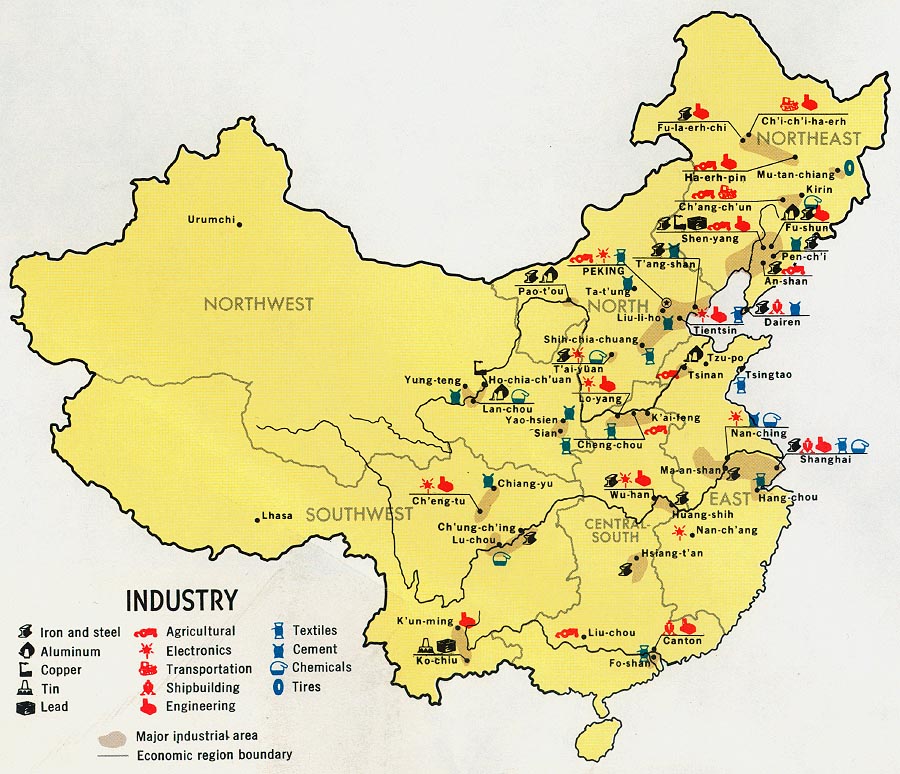 Fu-la-erh-chi
Ch'i-ch'i-ha-erh
NORTHEAST
Ha-erh-pin
Mu-tan-chiang
Kirin
Ch'ang-ch'un
Fu-shun
Shen-yang
Pen-ch'i
T'ang-shan
An-shan
PEKING
Urumchi
Pao-t'ou
Ta-t'ung
NORTHWEST
NORTH
Liu-li-ho
Tientsin
Dairen
Shih-chia-chuang
Tzu-po
T'ai-yüan
Tsinan
Tsingtao
Yung-teng
Ho-chia-ch'uan
Lo-yang
Lan-chou
Yao-hsien
K'ai-feng
Sian
Cheng-chou
Nan-ching
Shanghai
Ma-an-shan
Chiang-yu
Ch'eng-tu
Wu-han
EAST
Hang-chou
Lhasa
SOUTHWEST
Huang-shih
Ch'ung-ch'ing
CENTRAL-
SOUTH
Nan-ch'ang
Lu-chou
Hsiang-t'an
K'un-ming
Liu-chou
Canton
Ko-chiu
Fo-shan
INDUSTRY
Iron and steel
Aluminum
Copper
Tin
Lead
Agricultural
Electronics
Transportation
Shipbuilding
Engineering
Textiles
Cement
Chemicals
Tires
Major industrial area
Economic region boundary